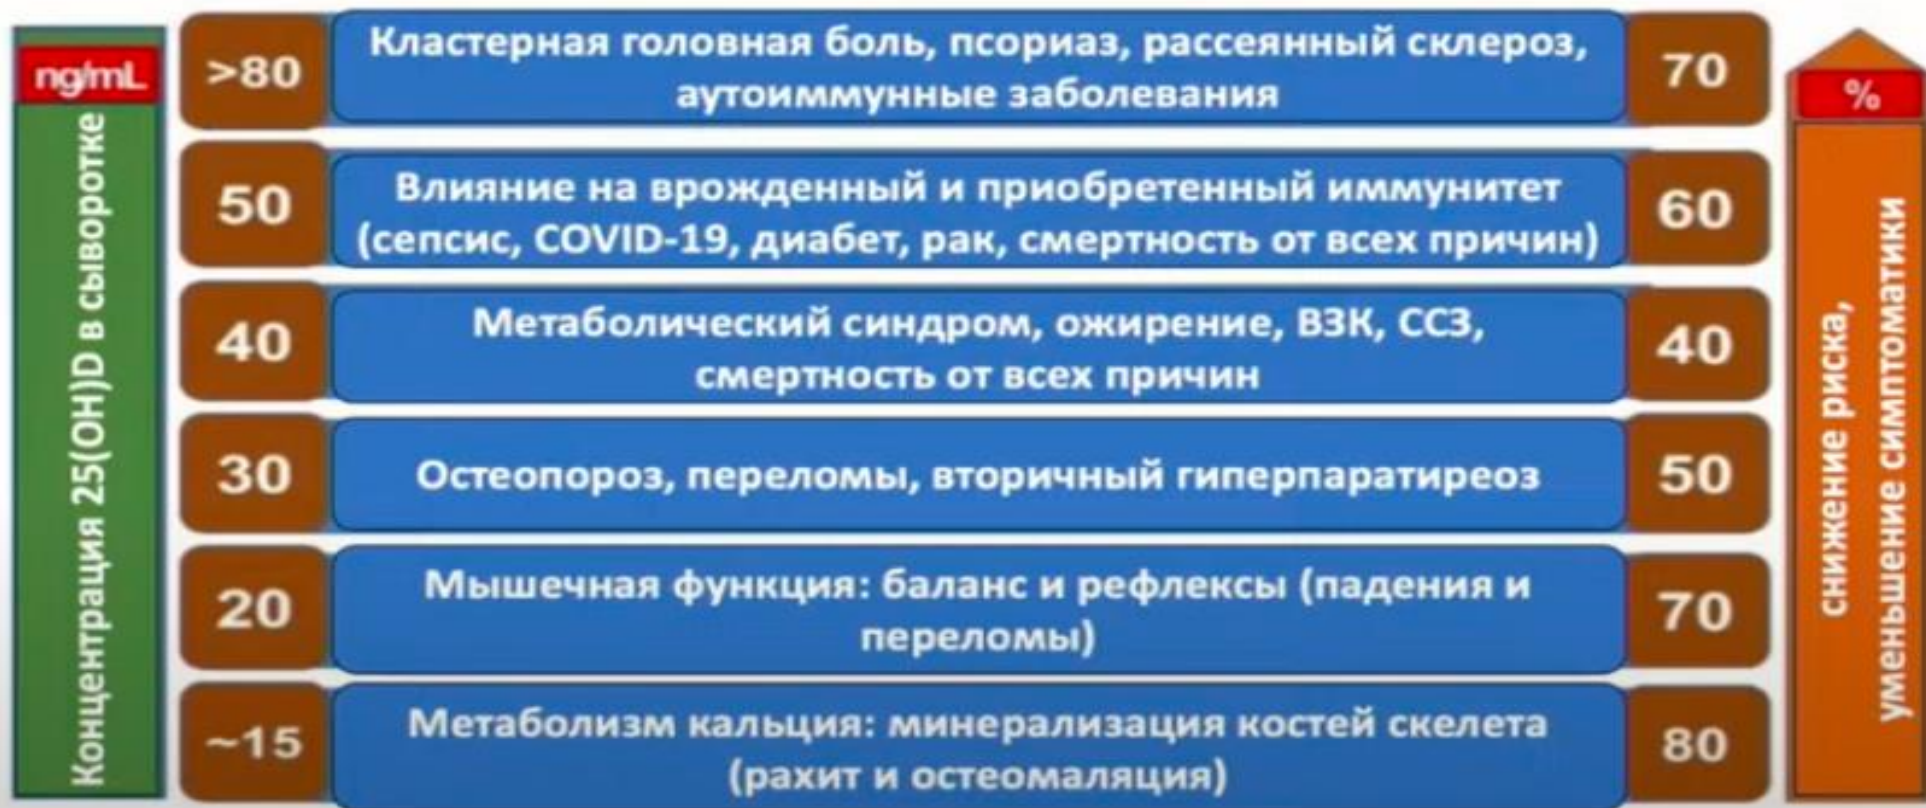 ng/mL
Концентрация 25(OH)D в сыворотке
>80
Кластерная головная боль, псориаз, рассеянный склероз,
аутоиммунные заболевания
70
50
Влияние на врожденный и приобретенный иммунитет
(сепсис, COVID-19, диабет, рак, смертность от всех причин)
60
40
Метаболический синдром, ожирение, ВЗК, ССЗ,
смертность от всех причин
40
30
Остеопороз, переломы, вторичный гиперпаратиреоз
50
20
Мышечная функция: баланс и рефлексы (падения и
переломы)
70
~15
Метаболизм кальция: минерализация костей скелета
(рахит и остеомаляция)
80
%
снижение риска,
уменьшение симптоматики